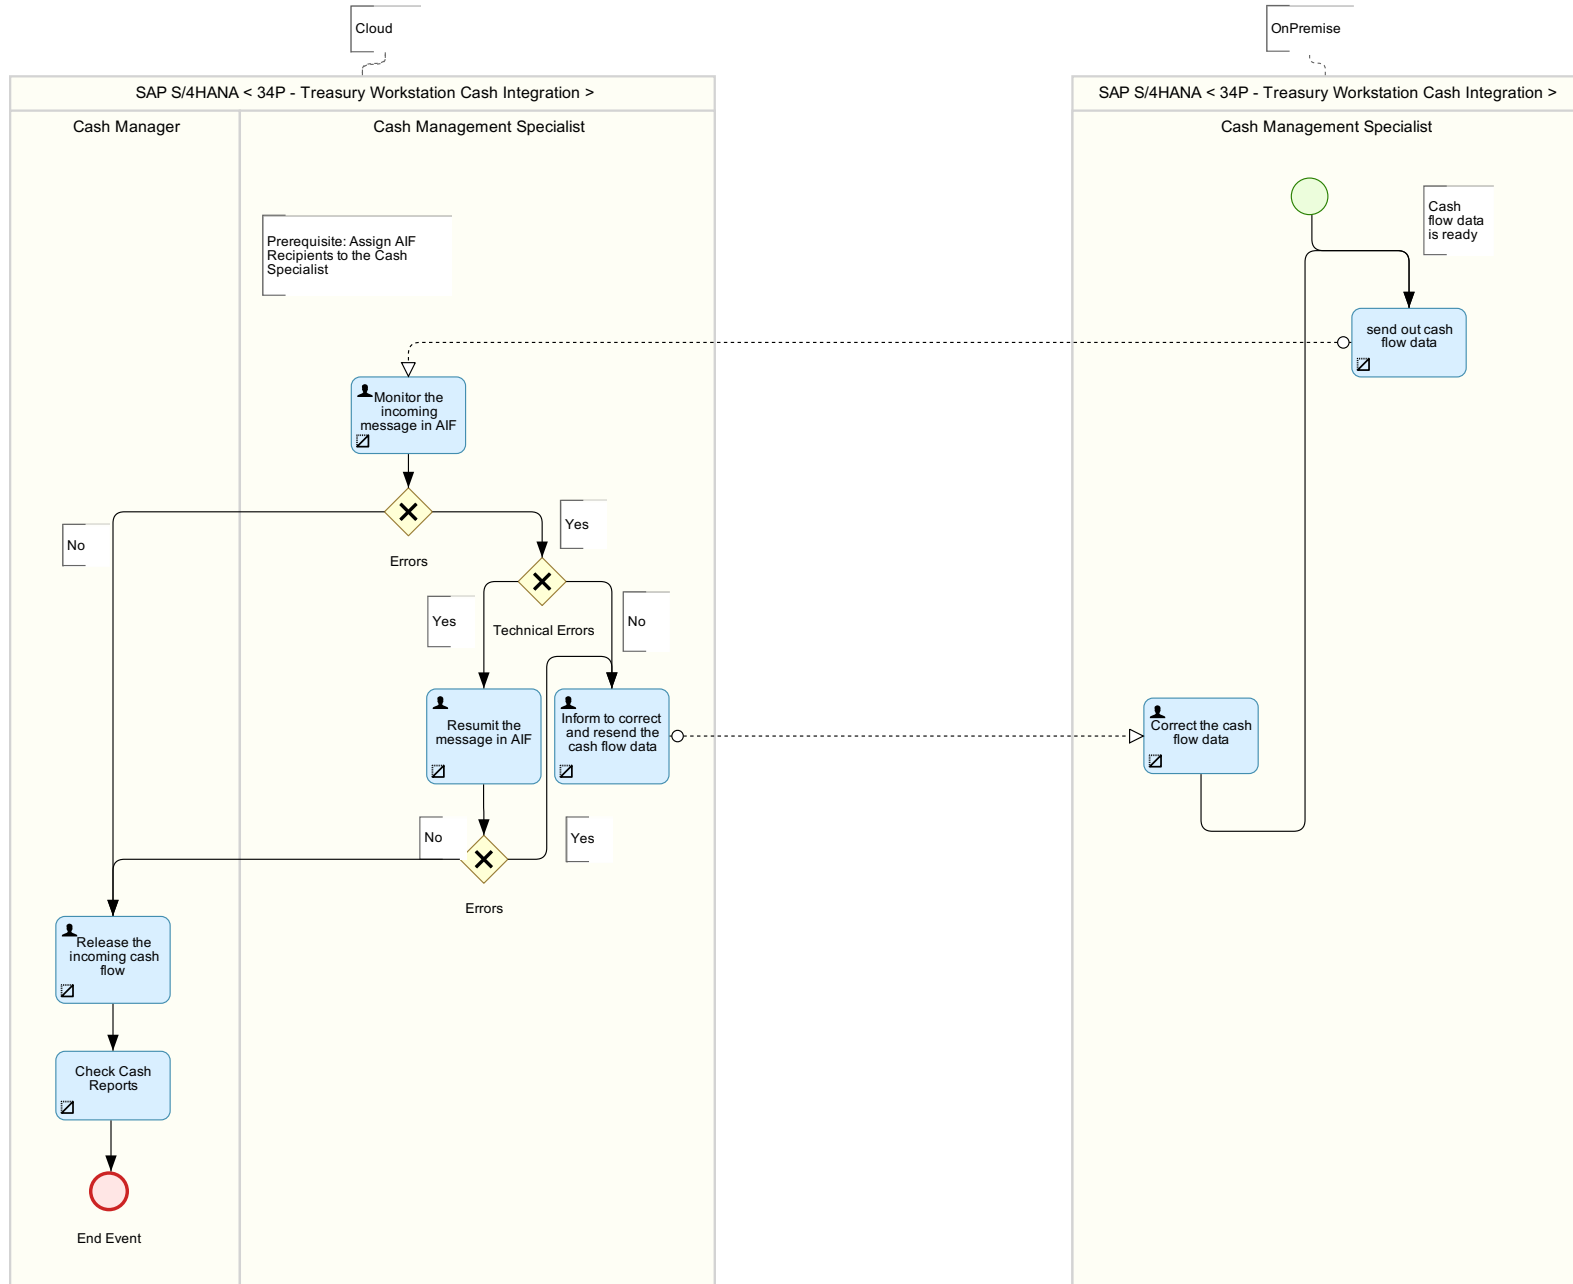 Cloud
OnPremise
SAP S/4HANA < 34P - Treasury Workstation Cash Integration >
SAP S/4HANA < 34P - Treasury Workstation Cash Integration >
Cash Manager
Cash Management Specialist
Cash Management Specialist
Cash
flow data
is ready
Prerequisite: Assign AIF
Recipients to the Cash
Specialist
send out cash
flow data
Monitor the
incoming
message in AIF
Errors
No
Yes
Technical Errors
Yes
No
Resumit the
message in AIF
Inform to correct
and resend the
cash flow data
Correct the cash
flow data
No
Yes
Errors
Release the
incoming cash
flow
Check Cash
Reports
End Event